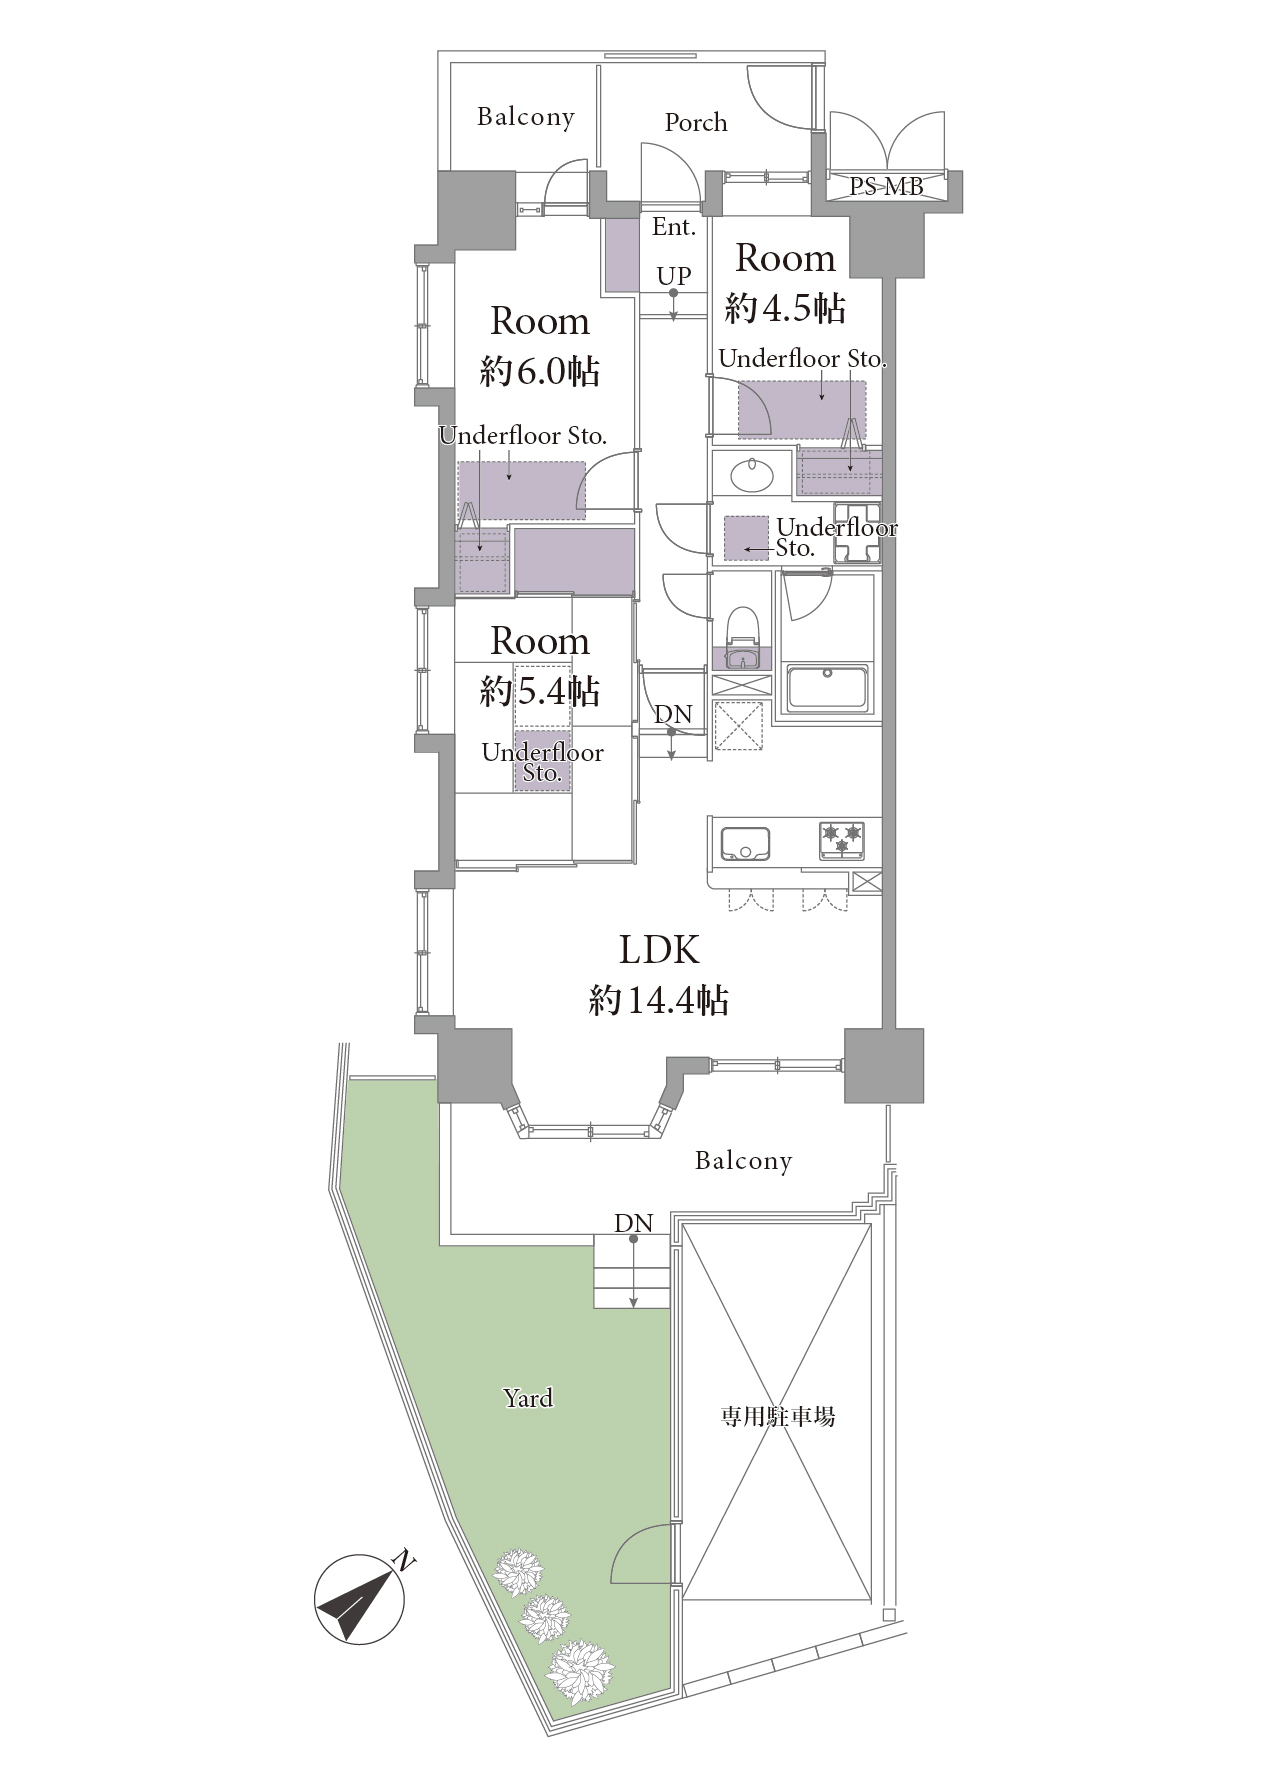 Balcony
Porch
PS MB
Ent.
UP
Room
約4.5帖
Room
約6.0帖
Underfloor Sto.
Underfloor Sto.
Underfloor
Sto.
Room
約5.4帖
DN
Underfloor
Sto.
LDK
約14.4帖
Balcony
DN
Yard
専用駐車場
N